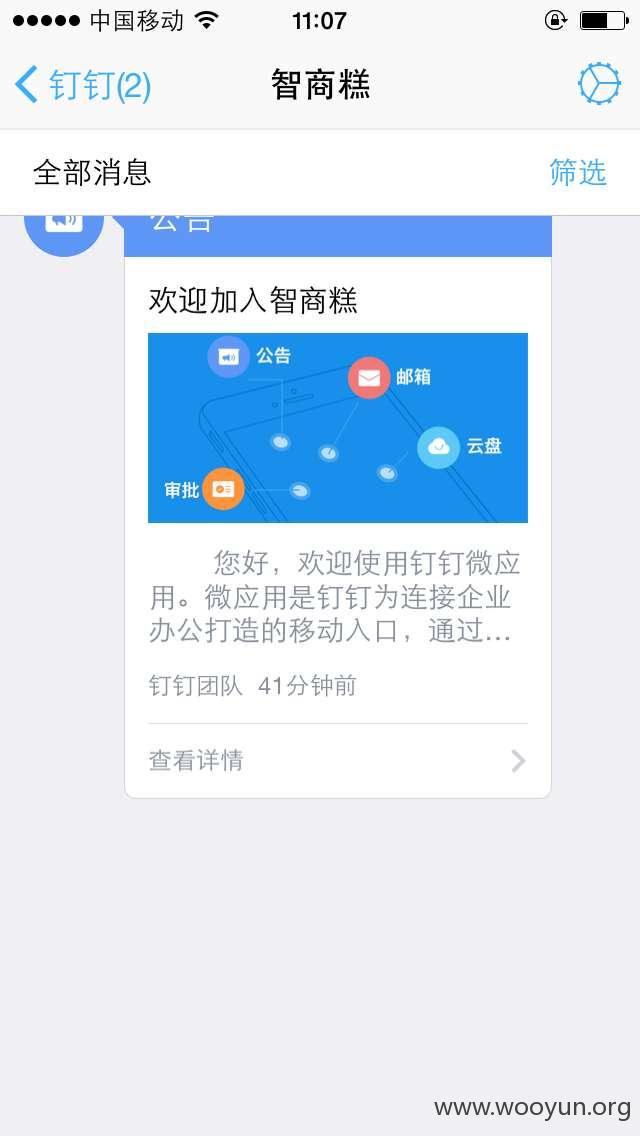 中国移动 11:07
钉钉(2) 智商糕
全部消息 筛选
公告
欢迎加入智商糕
公告
邮箱
云盘
审批
您好，欢迎使用钉钉微应
用。微应用是钉钉为连接企业
办公打造的移动入口，通过...
钉钉团队 41分钟前
查看详情
www.wooyun.org